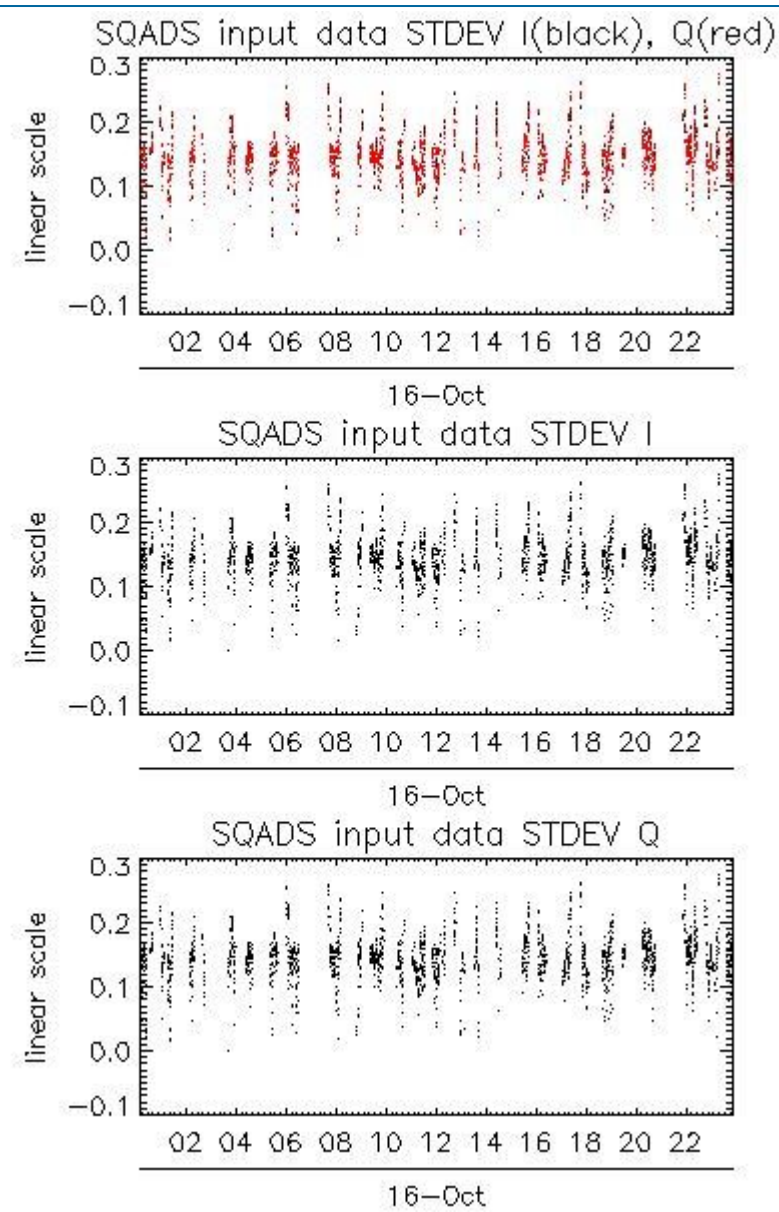 SQADS input data STDEV I(black), Q(red)
0.3
0.2
0.1
0.0
−0.1
linear scale
02 04 06 08 10 12 14 16 18 20 22
16−Oct
SQADS input data STDEV I
0.3
0.2
0.1
0.0
−0.1
linear scale
02 04 06 08 10 12 14 16 18 20 22
16−Oct
SQADS input data STDEV Q
0.3
0.2
0.1
0.0
−0.1
linear scale
02 04 06 08 10 12 14 16 18 20 22
16−Oct